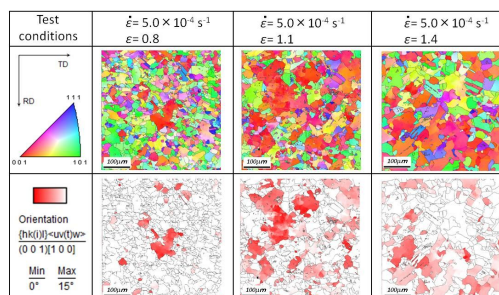 Test
conditions
ε̇= 5.0 × 10⁻⁴ s⁻¹
ε= 0.8
ε̇= 5.0 × 10⁻⁴ s⁻¹
ε= 1.1
ε̇= 5.0 × 10⁻⁴ s⁻¹
ε= 1.4
TD
RD
1 1 1
0 0 1
1 0 1
100μm
100μm
100μm
Orientation
{hk(i)l}<uv(t)w>
(0 0 1)[1 0 0]
Min Max
0° 15°
100μm
100μm
100μm